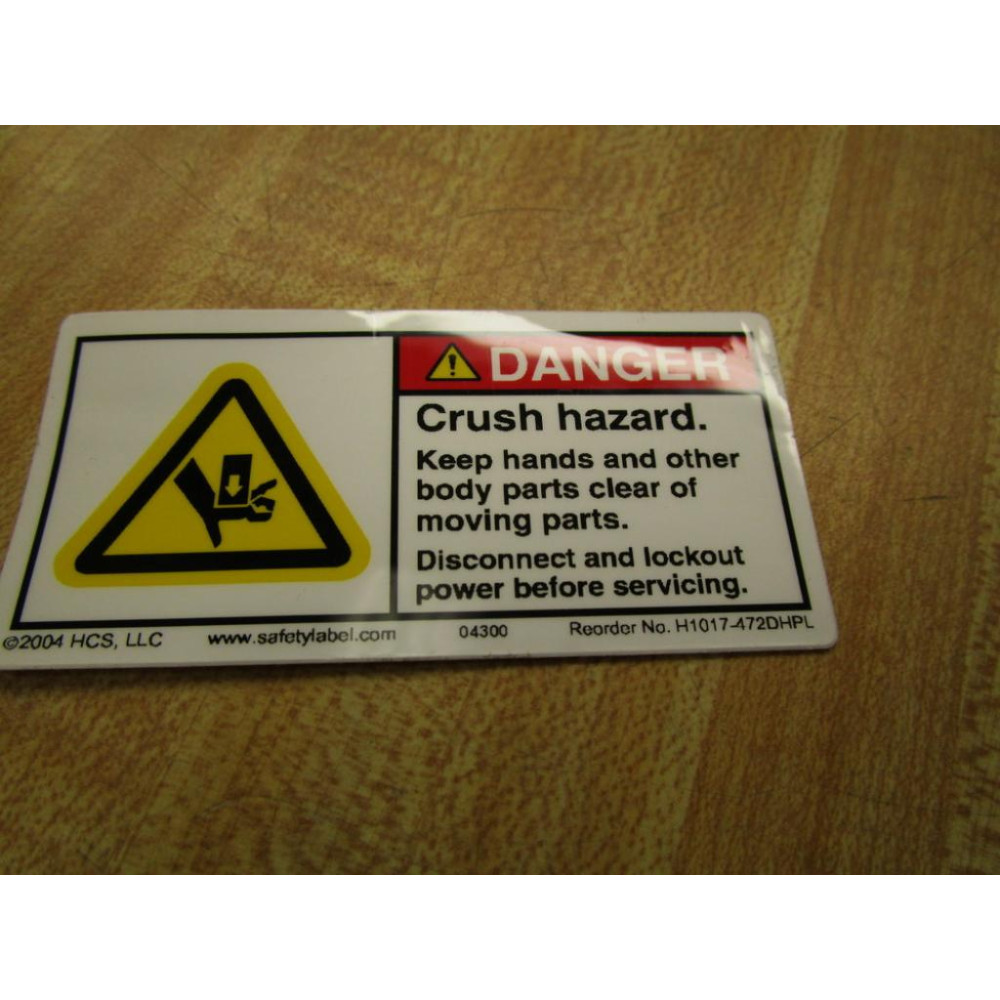 DANGER
Crush hazard.
Keep hands and other
body parts clear of
moving parts.
Disconnect and lockout
power before servicing.
©2004 HCS, LLC www.safetylabel.com 04300 Reorder No. H1017-472DHPL